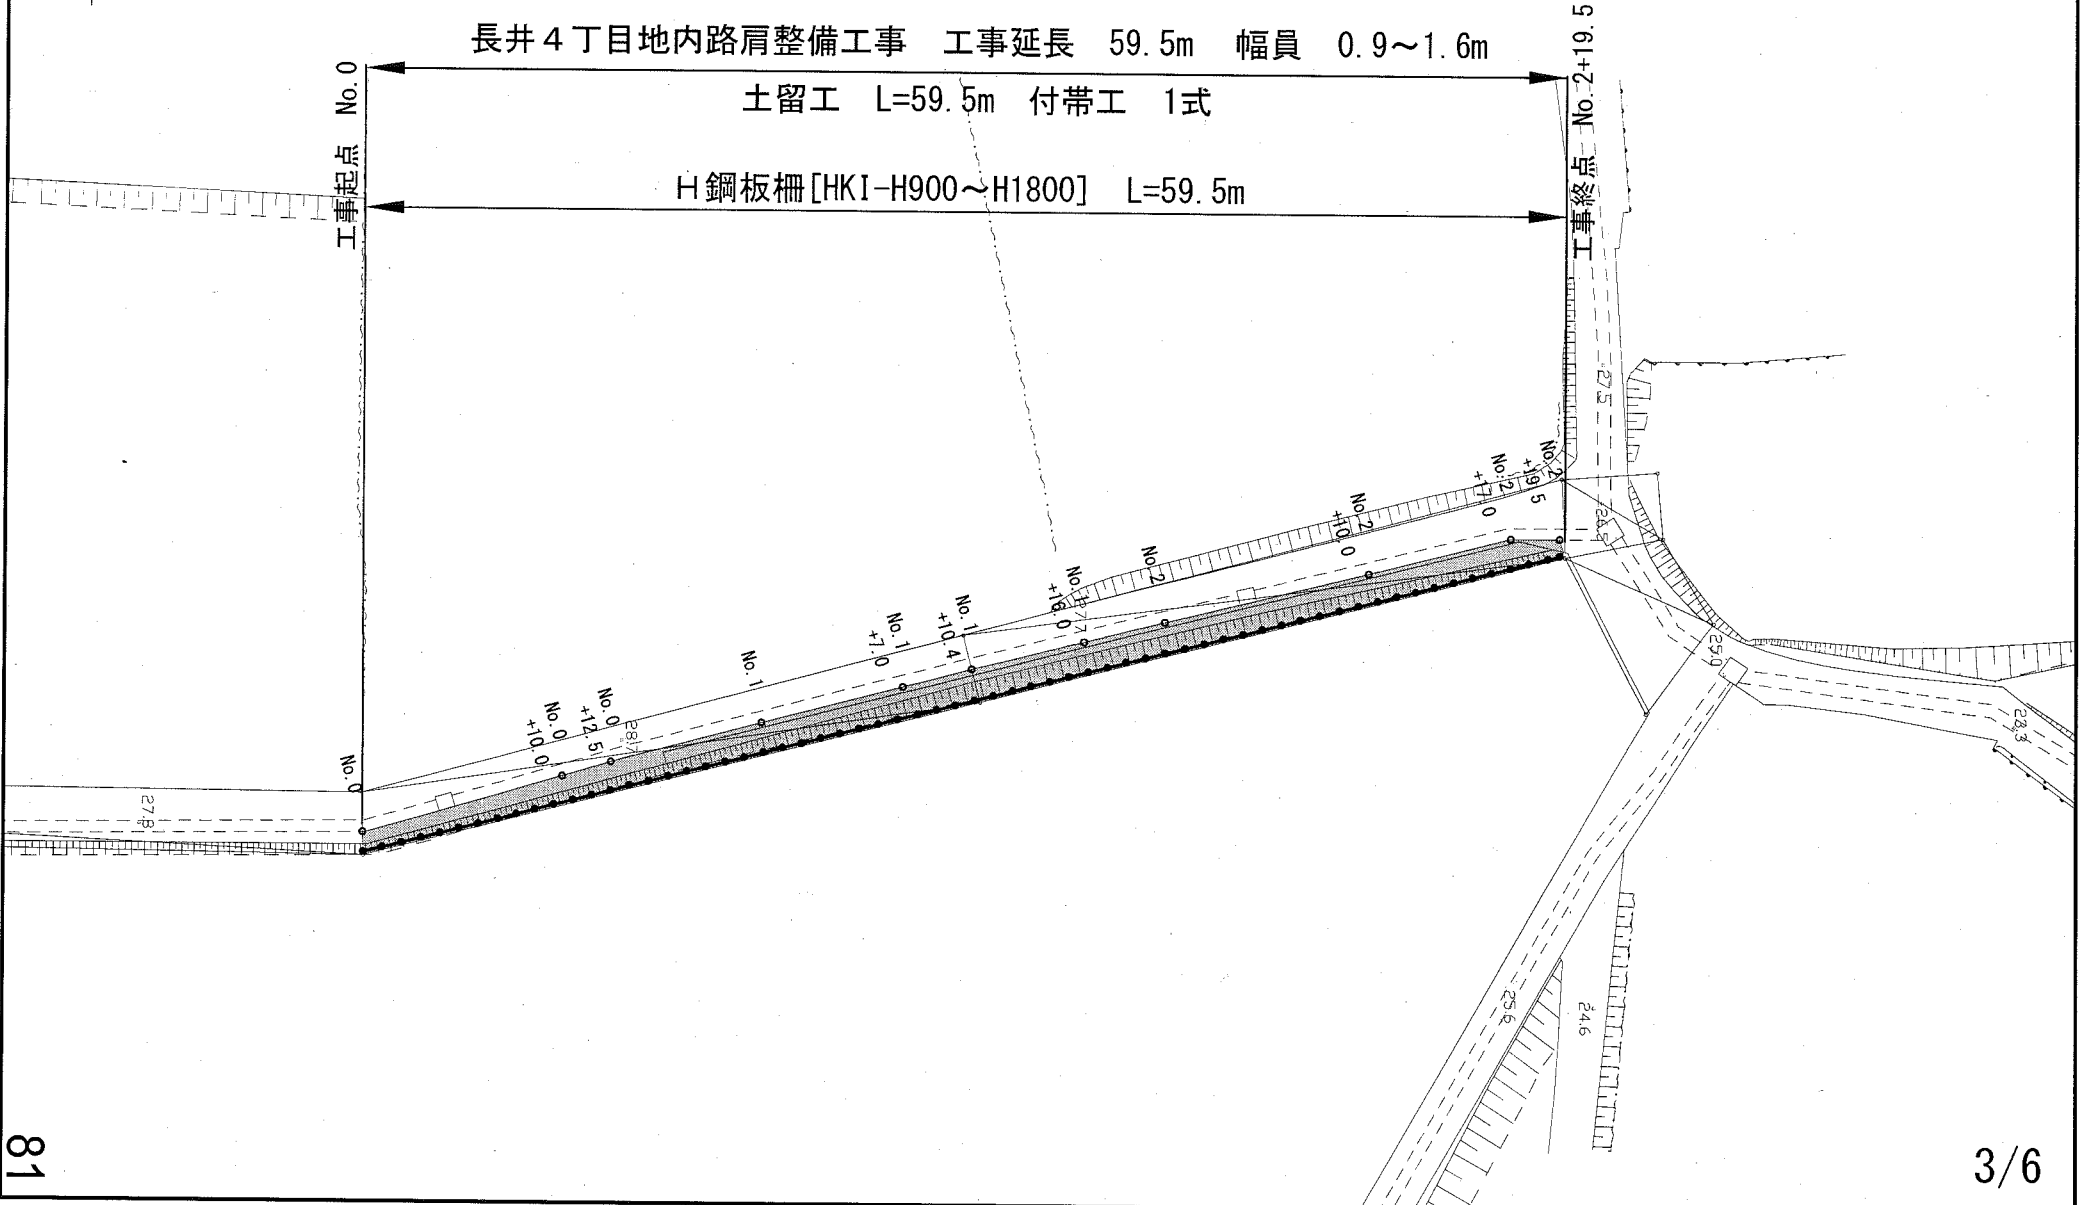 長井４丁目地内路肩整備工事　工事延長　59.5m　幅員　0.9～1.6m
土留工　L=59.5m　付帯工　1式
H鋼板柵[HKI-H900～H1800]　L=59.5m
工事起点　No.0
工事終点　No.2+19.5
No.0
No.0
+10.0
No.0
+12.5
No.1
No.1
+7.0
No.1
+10.4
No.1
+16.0
No.2
No.2
+10.0
No.2
+17.0
No.2
+19.5
27.8
27.5
25.0
23.3
25.6
24.6
81
3/6